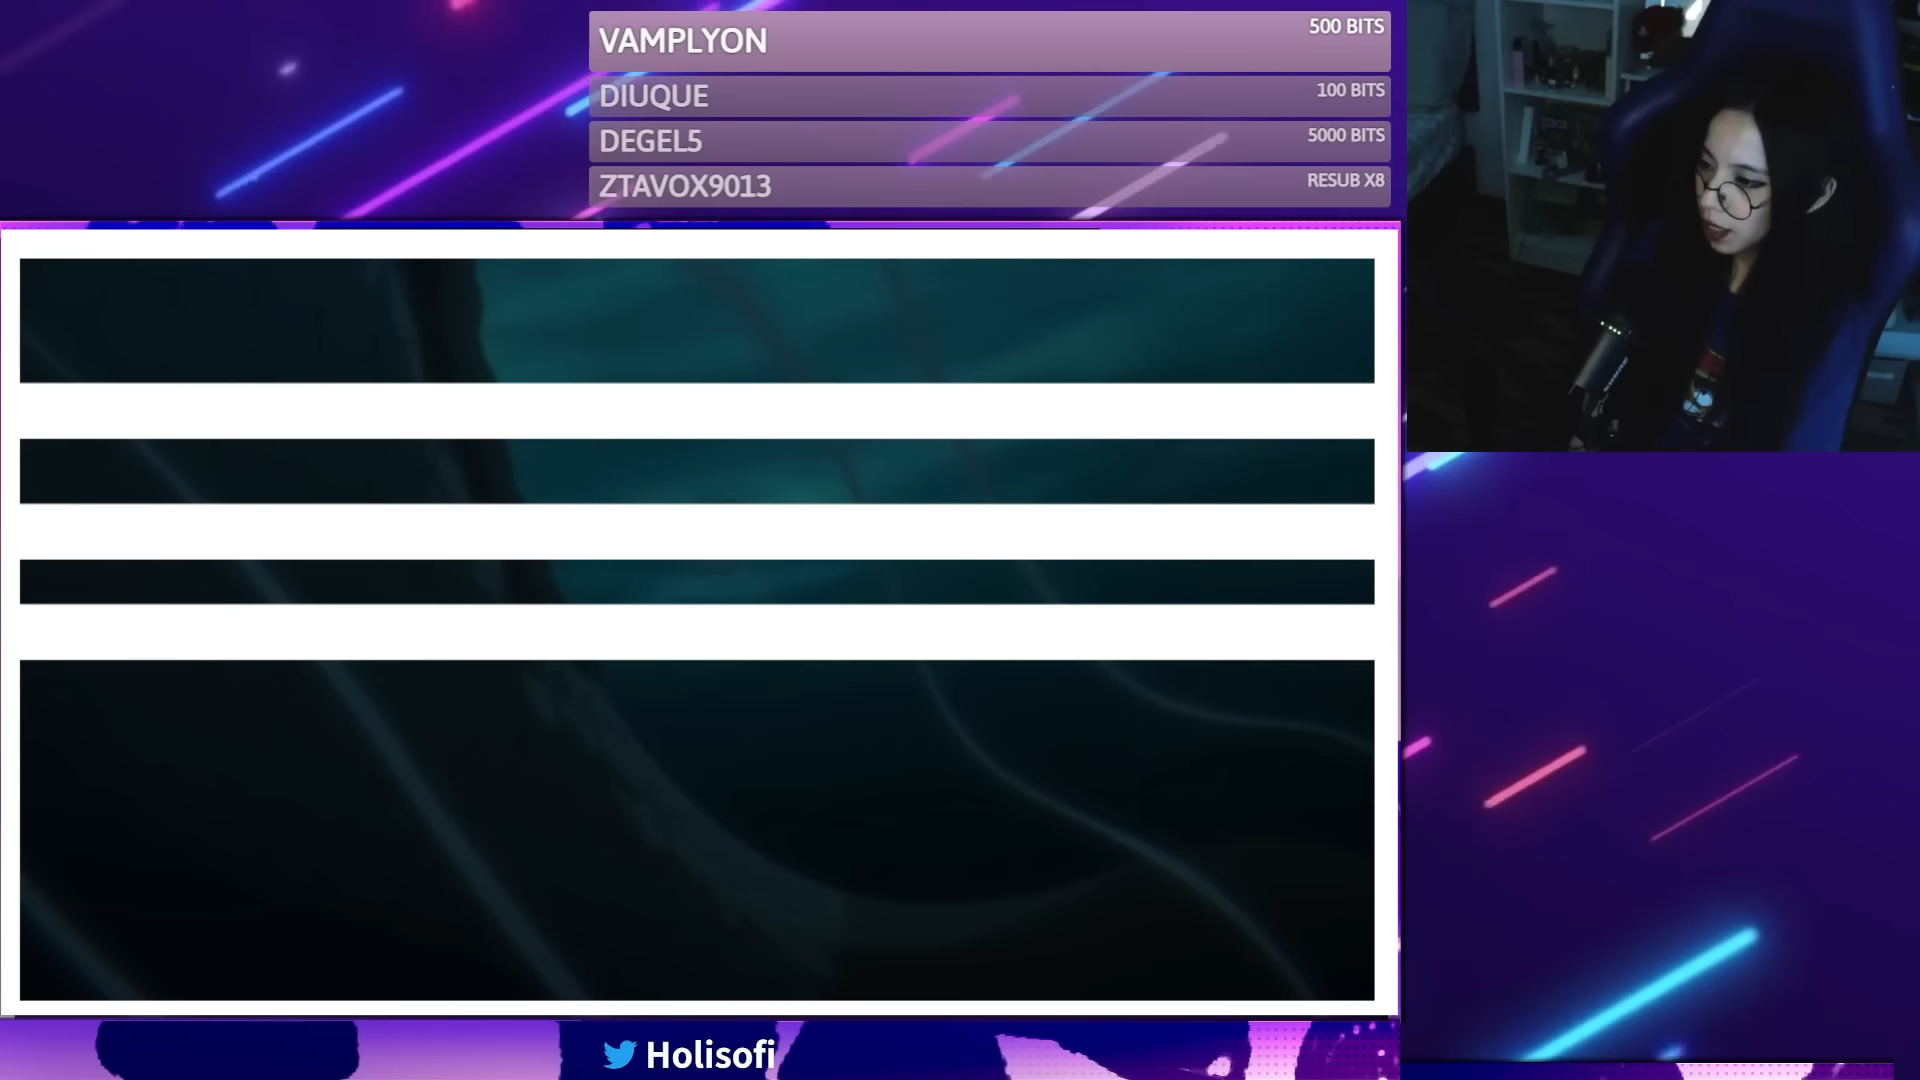 VAMPLYON 500 BITS
DIUQUE 100 BITS
DEGEL5 5000 BITS
ZTAVOX9013 RESUB X8
Holisofi